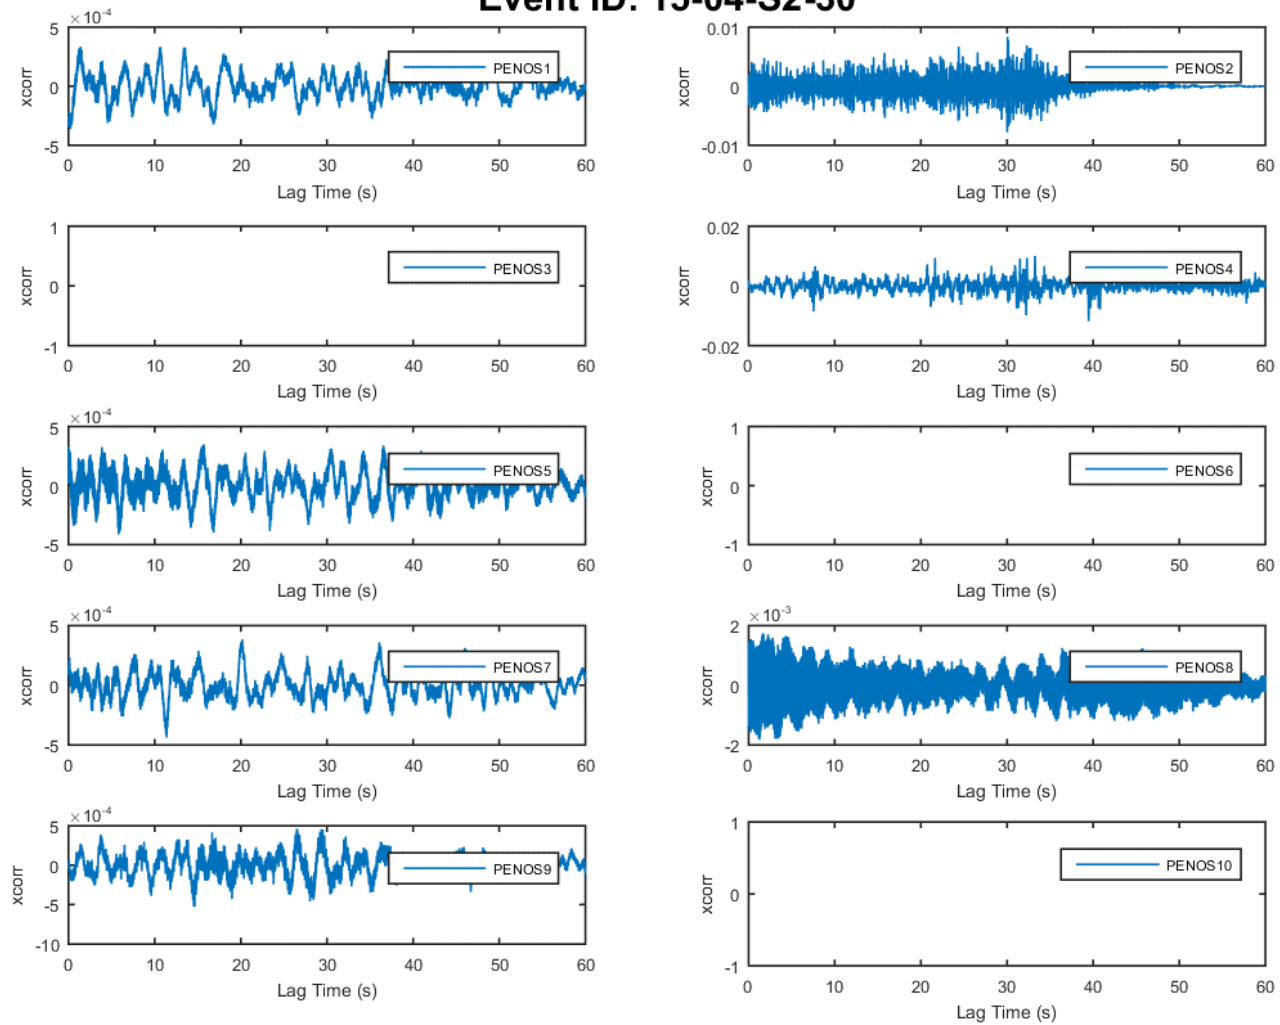 Event ID: 15-04-S2-30
×10-4
5
0
-5
xcorr
PENOS1
0 10 20 30 40 50 60
Lag Time (s)
0.01
0
-0.01
xcorr
PENOS2
0 10 20 30 40 50 60
Lag Time (s)
1
0
-1
xcorr
PENOS3
0 10 20 30 40 50 60
Lag Time (s)
0.02
0
-0.02
xcorr
PENOS4
0 10 20 30 40 50 60
Lag Time (s)
×10-4
5
0
-5
xcorr
PENOS5
0 10 20 30 40 50 60
Lag Time (s)
1
0
-1
xcorr
PENOS6
0 10 20 30 40 50 60
Lag Time (s)
×10-4
5
0
-5
xcorr
PENOS7
0 10 20 30 40 50 60
Lag Time (s)
×10-3
2
0
-2
xcorr
PENOS8
0 10 20 30 40 50 60
Lag Time (s)
×10-4
5
0
-5
-10
xcorr
PENOS9
0 10 20 30 40 50 60
Lag Time (s)
1
0
-1
xcorr
PENOS10
0 10 20 30 40 50 60
Lag Time (s)